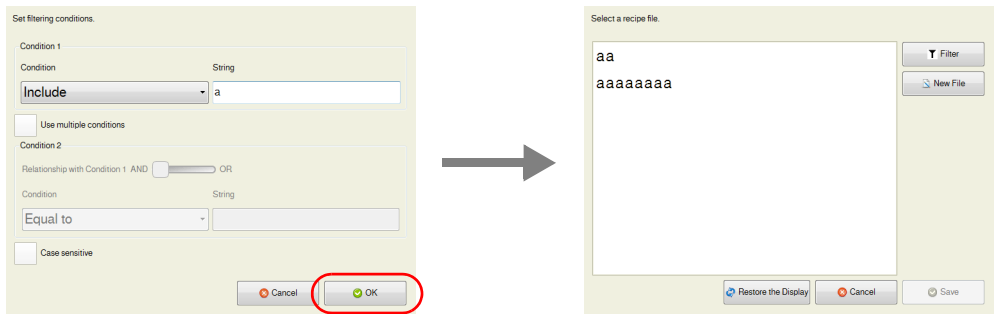 Set filtering conditions.
Condition 1
Condition String
Include a
Use multiple conditions
Condition 2
Relationship with Condition 1 AND OR
Condition String
Equal to
Case sensitive
Cancel OK
Select a recipe file.
aa
aaaaaaaa
Filter
New File
Restore the Display Cancel Save